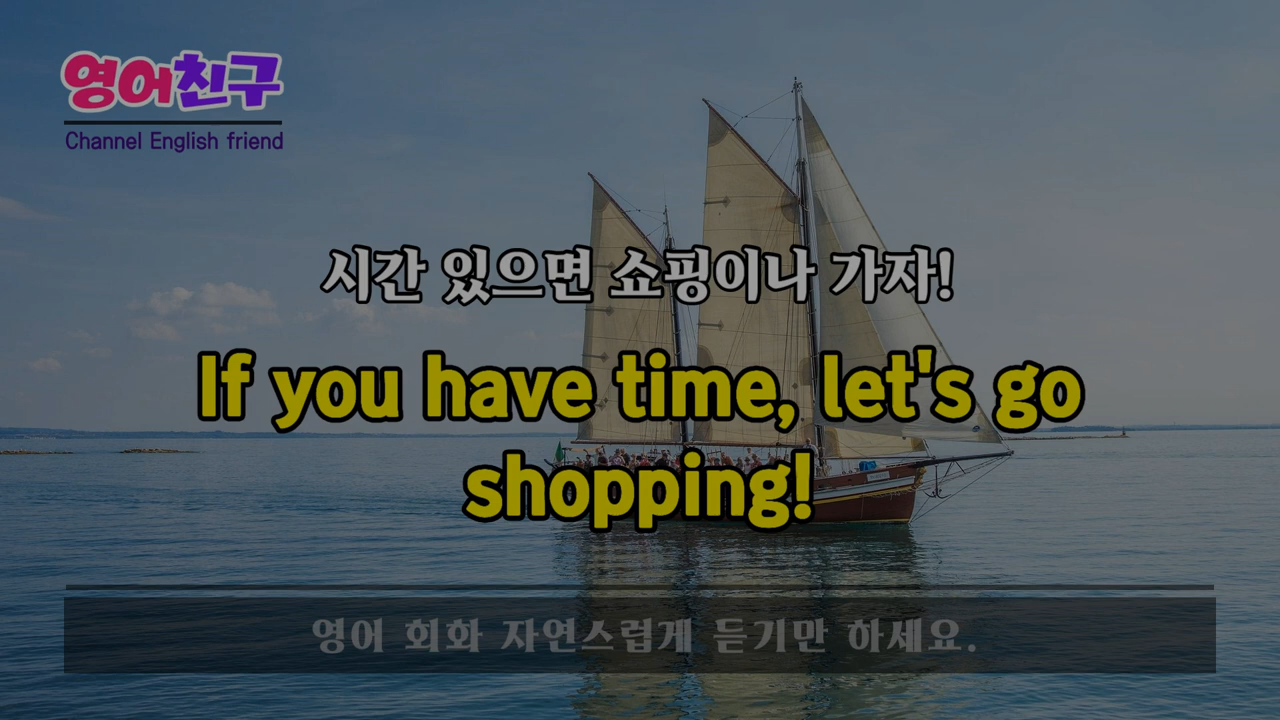 영어친구
Channel English friend
시간 있으면 쇼핑이나 가자!
If you have time, let's go
shopping!
영어 회화 자연스럽게 듣기만 하세요.